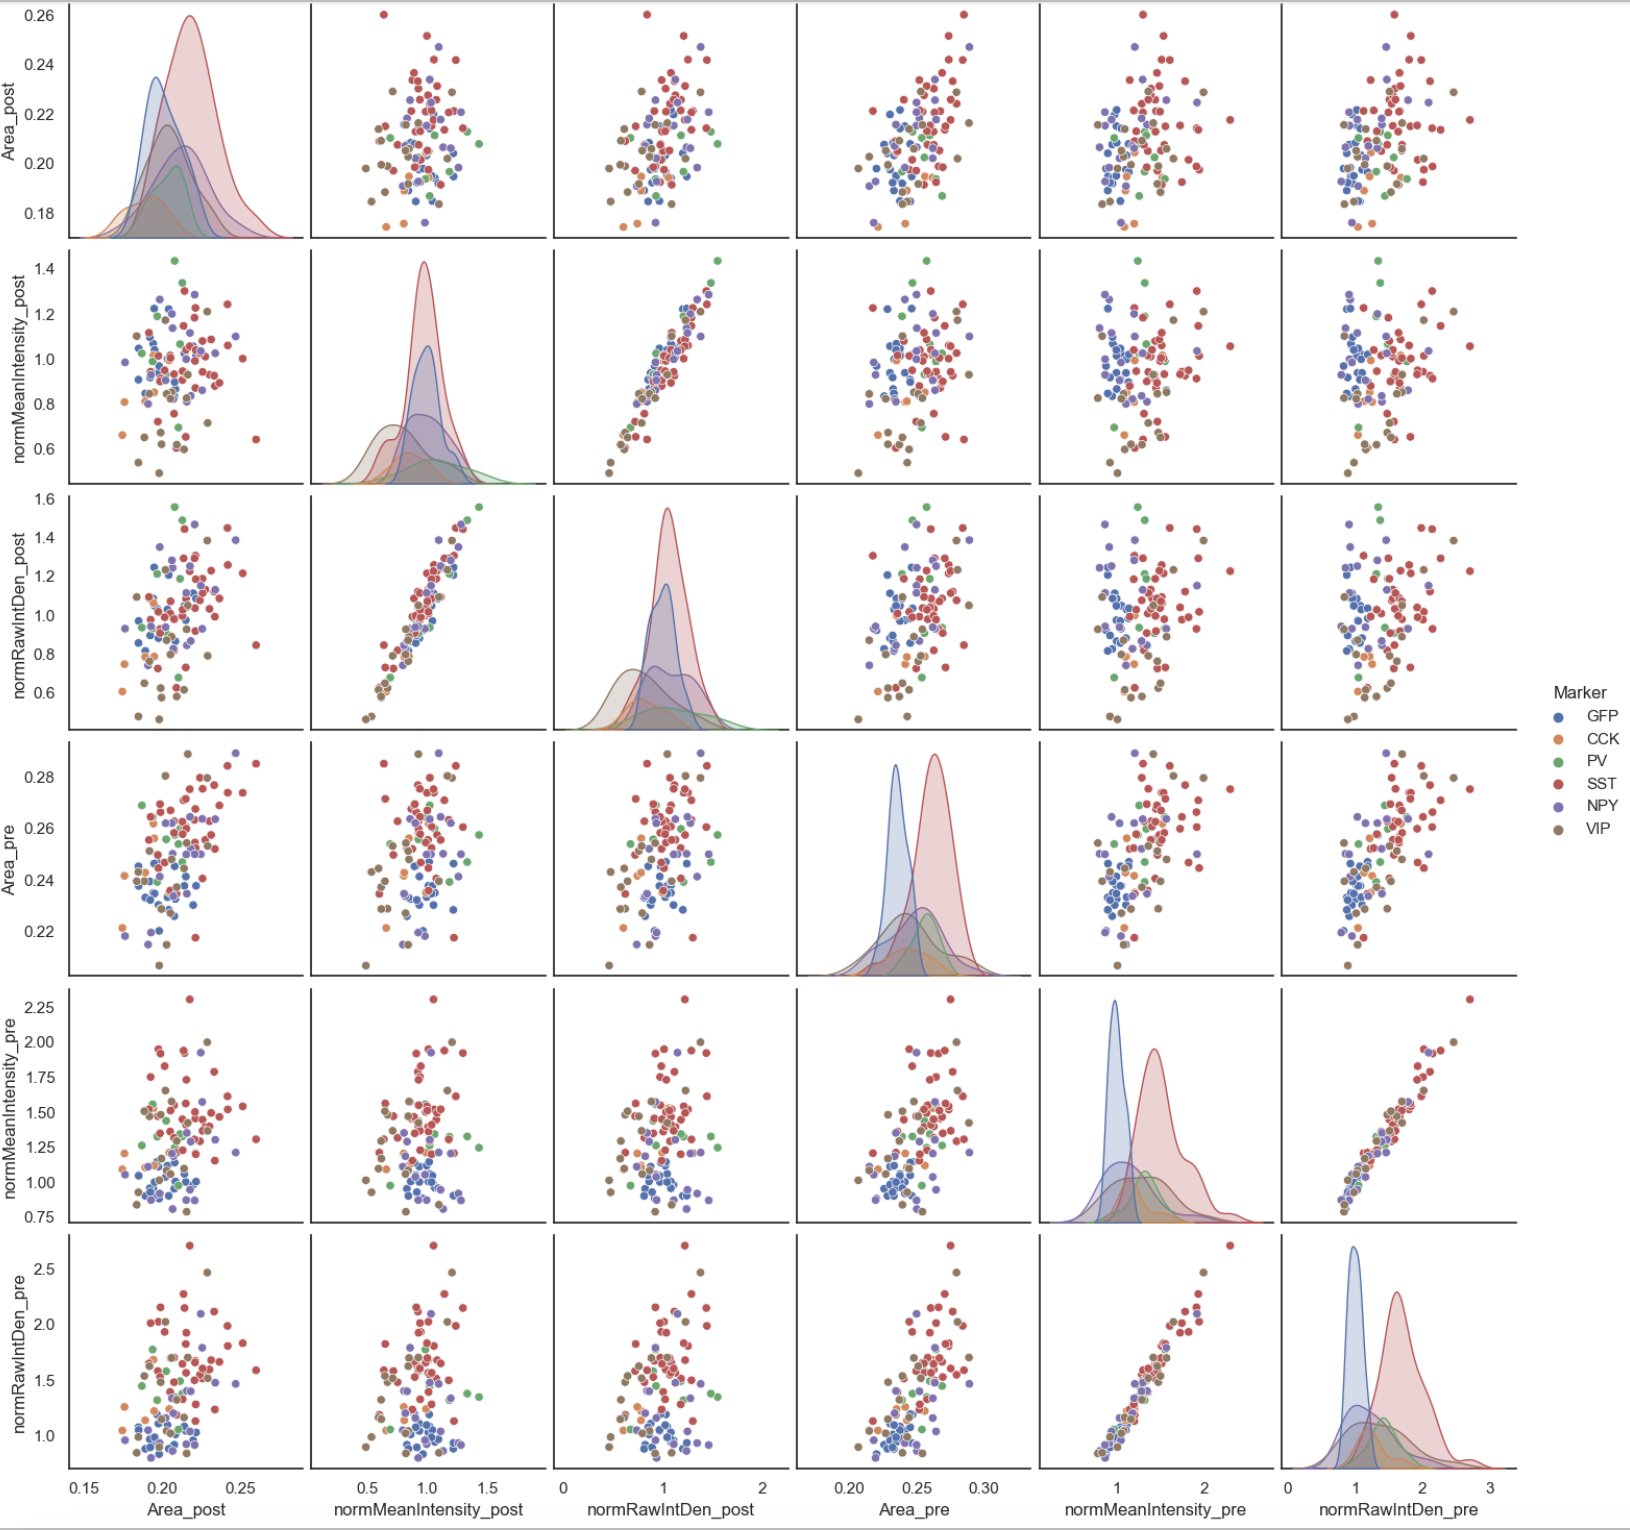 0.26
0.24
0.22
0.20
0.18
Area_post
1.4
1.2
1.0
0.8
0.6
normMeanIntensity_post
1.6
1.4
1.2
1.0
0.8
0.6
normRawIntDen_post
0.28
0.26
0.24
0.22
Area_pre
2.25
2.00
1.75
1.50
1.25
1.00
0.75
normMeanIntensity_pre
2.5
2.0
1.5
1.0
normRawIntDen_pre
0.15 0.20 0.25
Area_post
0.5 1.0 1.5
normMeanIntensity_post
0 1 2
normRawIntDen_post
0.20 0.25 0.30
Area_pre
1 2
normMeanIntensity_pre
0 1 2 3
normRawIntDen_pre
Marker
GFP
CCK
PV
SST
NPY
VIP